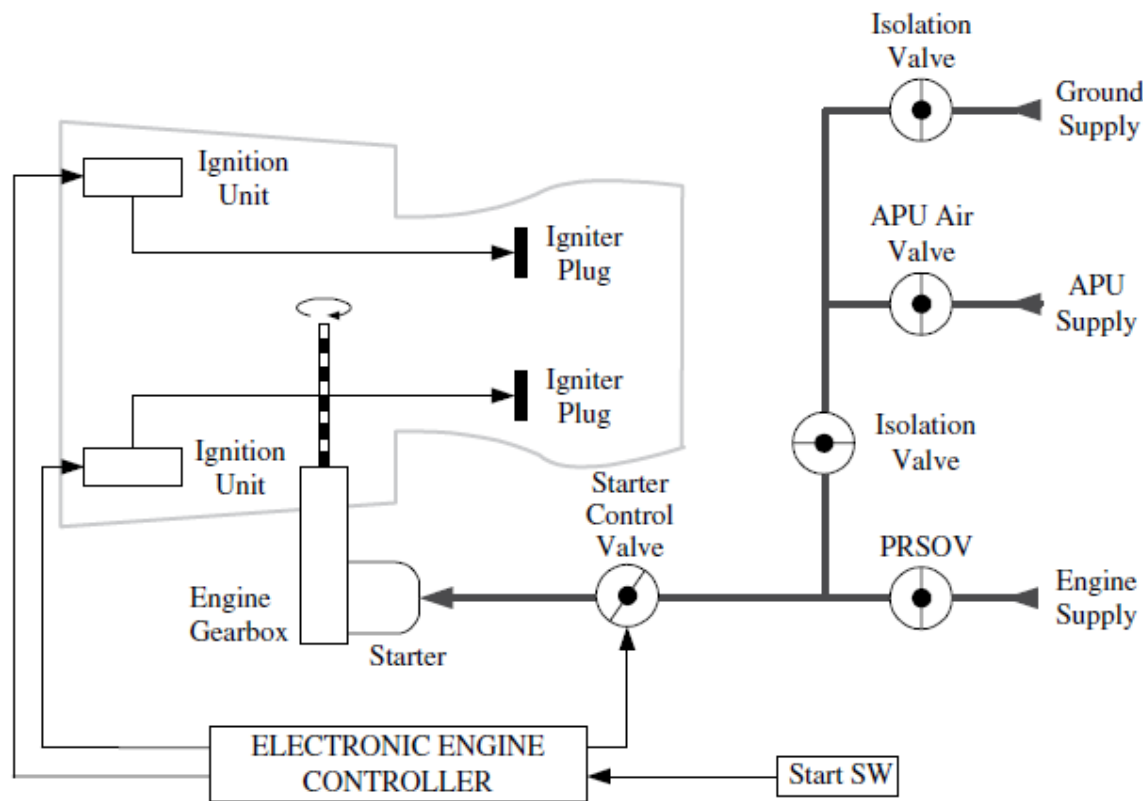 Isolation
Valve
Ground
Supply
Ignition
Unit
Igniter
Plug
APU Air
Valve
APU
Supply
Igniter
Plug
Isolation
Valve
Ignition
Unit
Starter
Control
Valve
PRSOV
Engine
Supply
Engine
Gearbox
Starter
ELECTRONIC ENGINE
CONTROLLER
Start SW